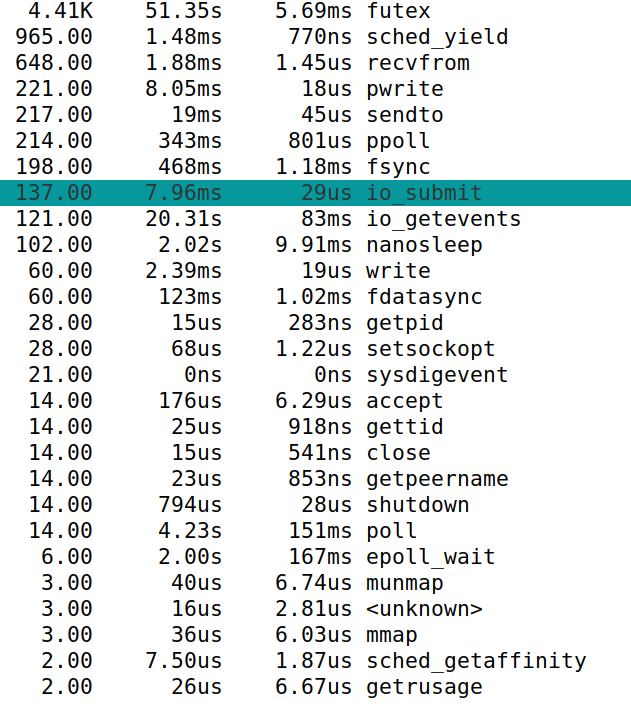 4.41K 51.35s 5.69ms futex
965.00 1.48ms 770ns sched_yield
648.00 1.88ms 1.45us recvfrom
221.00 8.05ms 18us pwrite
217.00 19ms 45us sendto
214.00 343ms 801us ppoll
198.00 468ms 1.18ms fsync
137.00 7.96ms 29us io_submit
121.00 20.31s 83ms io_getevents
102.00 2.02s 9.91ms nanosleep
60.00 2.39ms 19us write
60.00 123ms 1.02ms fdatasync
28.00 15us 283ns getpid
28.00 68us 1.22us setsockopt
21.00 0ns 0ns sysdigevent
14.00 176us 6.29us accept
14.00 25us 918ns gettid
14.00 15us 541ns close
14.00 23us 853ns getpeername
14.00 794us 28us shutdown
14.00 4.23s 151ms poll
6.00 2.00s 167ms epoll_wait
3.00 40us 6.74us munmap
3.00 16us 2.81us <unknown>
3.00 36us 6.03us mmap
2.00 7.50us 1.87us sched_getaffinity
2.00 26us 6.67us getrusage